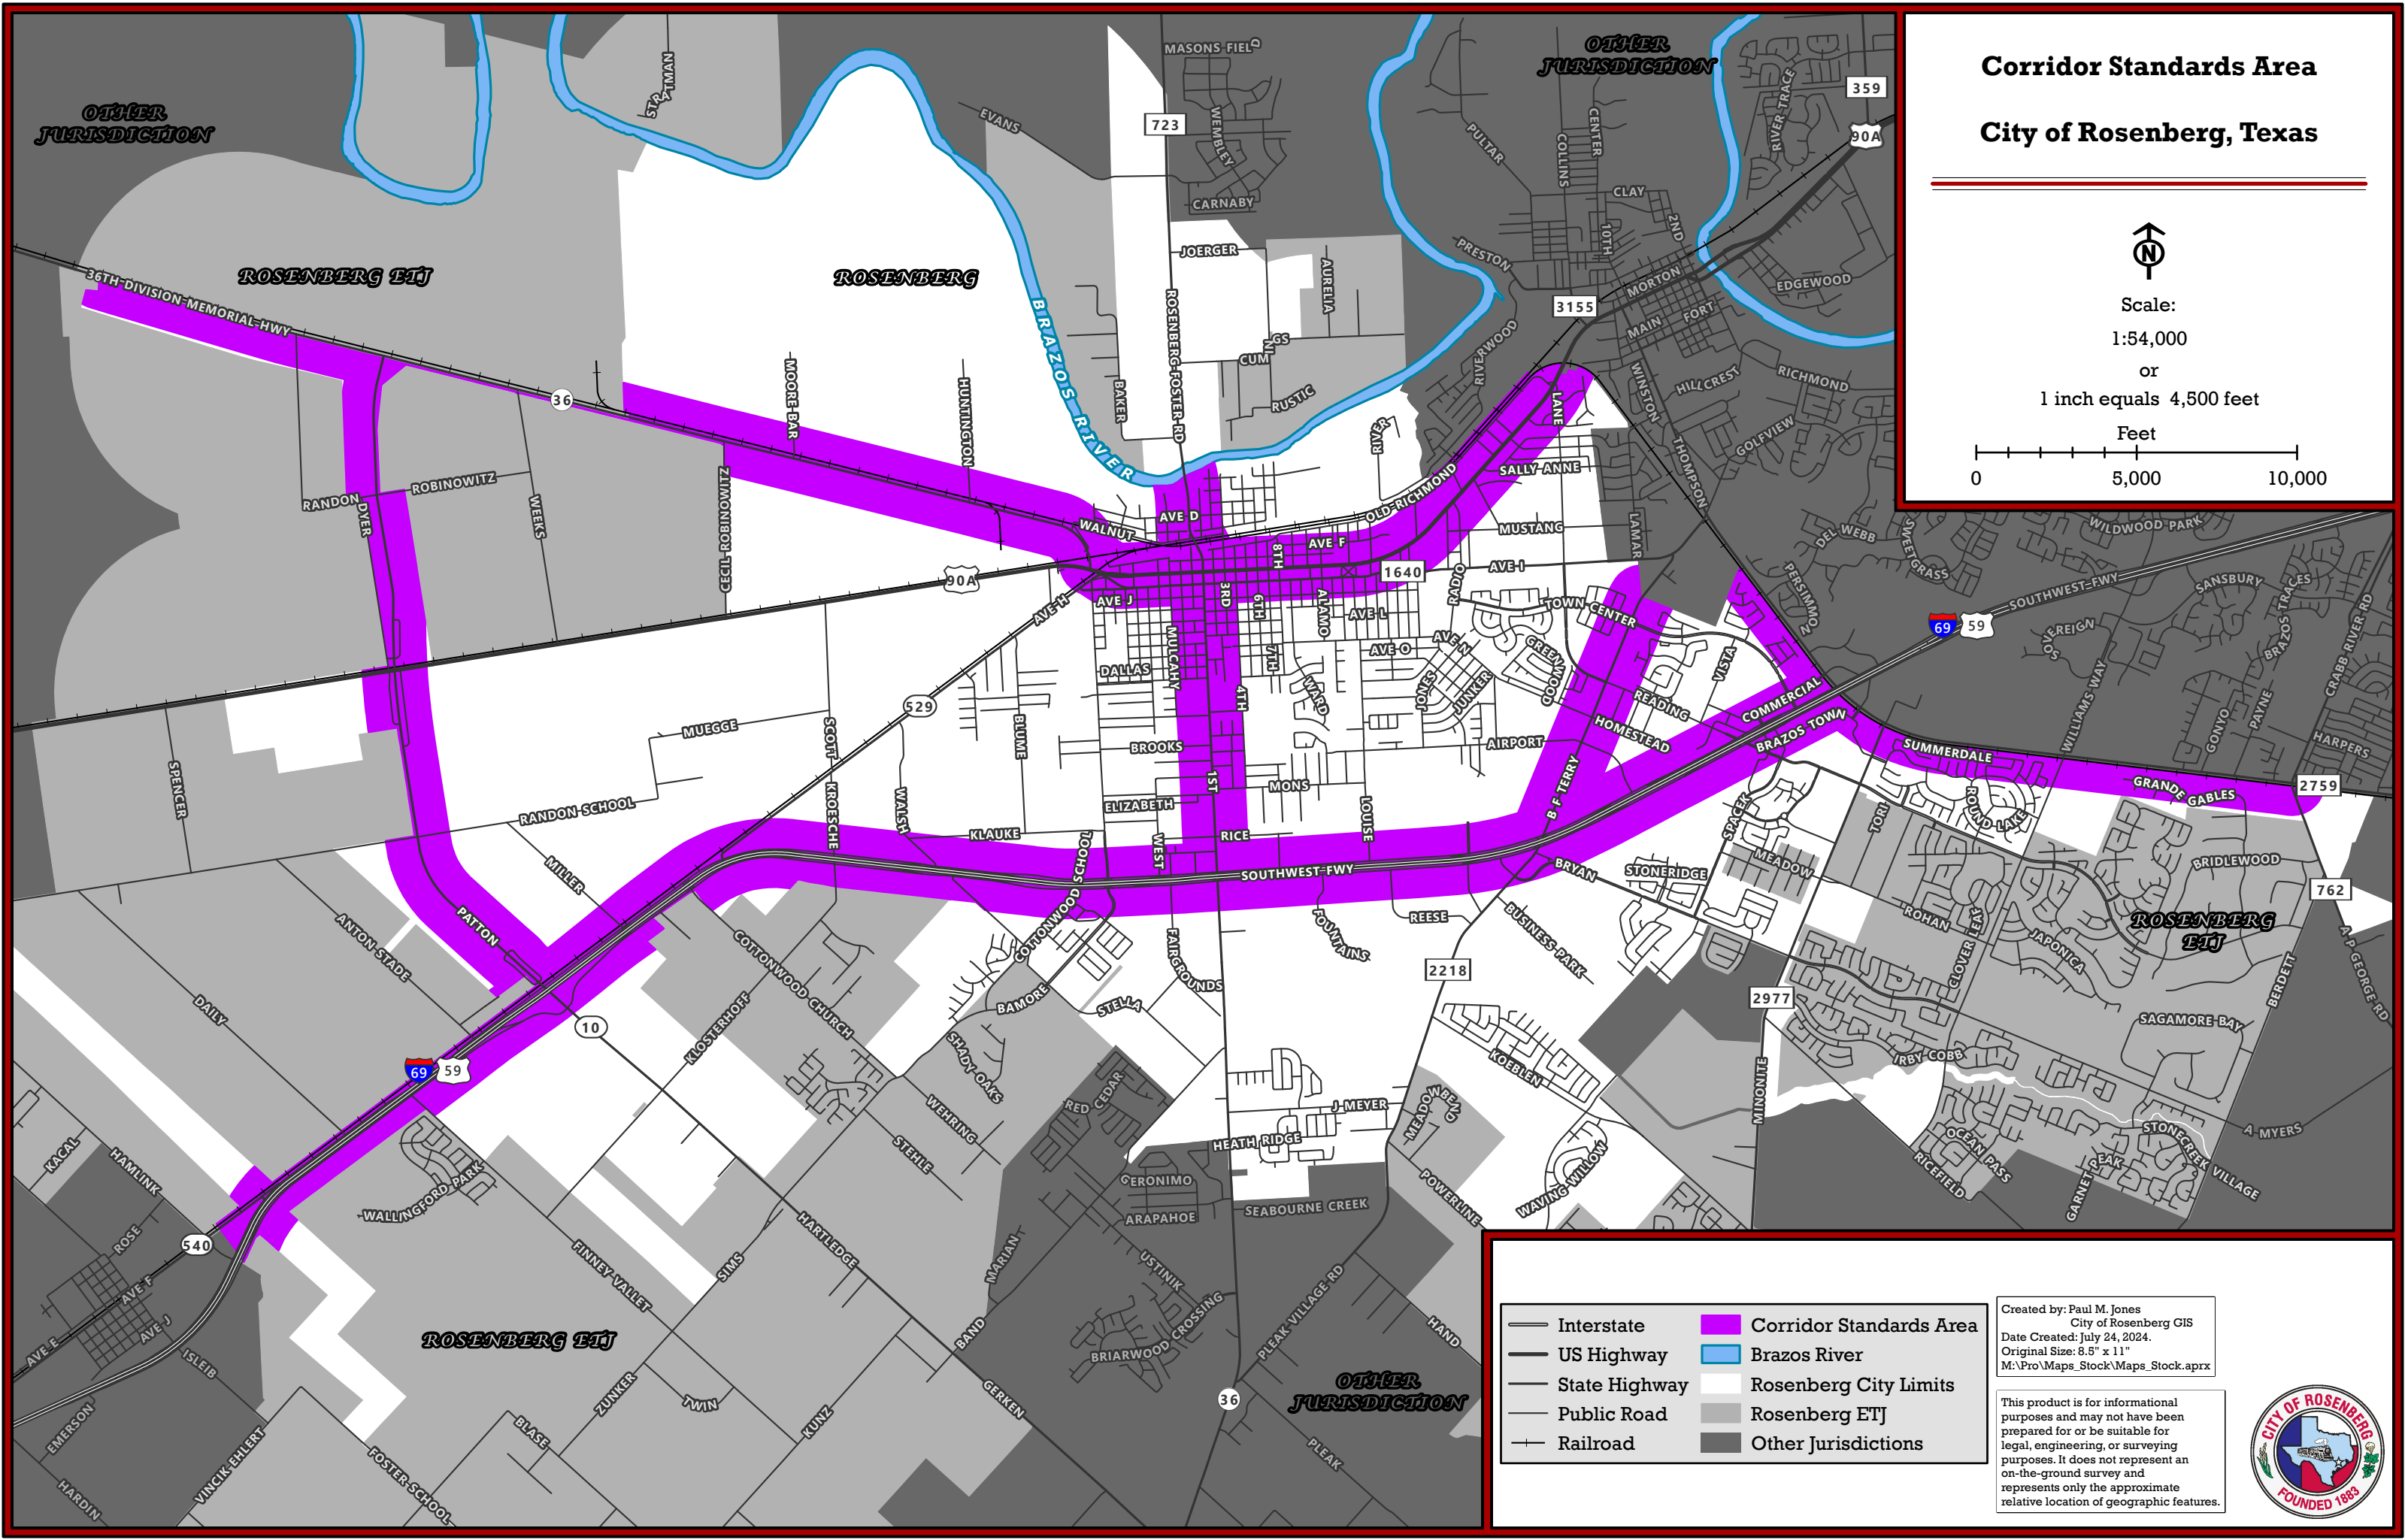 Corridor Standards Area
City of Rosenberg, Texas
N
Scale:
1:54,000
or
1 inch equals 4,500 feet
Feet
0 5,000 10,000
OTHER
JURISDICTION
OTHER
JURISDICTION
ROSENBERG ETJ
ROSENBERG
BRAZOS RIVER
STRATMAN
EVANS
MASONS FIELD
723
WEMBLEY
CARNABY
JOERGER
AURELIA
CUMINGS
RUSTIC
BAKER
ROSENBERG-FOSTER RD
PULTAR
COLLINS
CENTER
CLAY
2ND
10TH
PRESTON
MORTON
3155
MAIN
FORT
EDGEWOOD
RIVER TRACE
359
90A
RIVERWOOD
WINSTON
HILLCREST
RICHMOND
GOLFVIEW
THOMPSON
LANE
RIVER
36TH DIVISION MEMORIAL HWY
36
MOORE BAR
HUNTINGTON
RANDON
ROBINOWITZ
DYER
WEEKS
CECIL ROBINOWITZ
WALNUT
AVE D
OLD RICHMOND
SALLY ANNE
MUSTANG
LAMAR
AVE F
8TH
1640
AVE I
RADIO
90A
AVE H
AVE J
3RD
6TH
ALAMO
AVE L
AVE N
AVE O
TOWN CENTER
GREENWOOD
MULCAHY
7TH
DALLAS
4TH
WARD
JONES
JUNKER
VISTA
READING
HOMESTEAD
COMMERCIAL
BRAZOS TOWN
AIRPORT
B F TERRY
DEL WEBB
SWEETGRASS
WILDWOOD PARK
PERSIMMON
SOUTHWEST FWY
SANSBURY
BRAZOS TRACES
CRABB RIVER RD
69
59
SOVEREIGN
WILLIAMS WAY
GONYO
PAYNE
HARPERS
SUMMERDALE
GRANDE GABLES
2759
ROUND LAKE
TORI
529
MUEGGE
SCOTT
BLUME
BROOKS
1ST
MONS
ELIZABETH
SPENCER
RANDON SCHOOL
KROESCHE
WALSH
KLAUKE
WEST
RICE
LOUISE
SOUTHWEST FWY
COTTONWOOD SCHOOL
MILLER
PATTON
ANTON STADE
DAILY
COTTONWOOD CHURCH
KLOSTERHOFF
10
FAIRGROUNDS
FOUNTAINS
REESE
BUSINESS PARK
BRYAN
STONERIDGE
SPACEK
MEADOW
2218
2977
BRIDLEWOOD
762
ROSENBERG
ETJ
ROHAN
CLOVER LEAF
JAPONICA
BERDETT
A P GEORGE RD
SAGAMORE BAY
IRBY COBB
MINONITE
OCEAN PASS
RICEFIELD
STONECREEK VILLAGE
GARNET PEAK
A MYERS
BAMORE
STELLA
SHADY OAKS
WEHRING
STEHLE
RED CEDAR
KOEBLEN
J MEYER
MEADOW BEND
HEATH RIDGE
POWERLINE
WAVING WILLOW
GERONIMO
ARAPAHOE
SEABOURNE CREEK
69
59
KACAL
HAMLINK
ROSE
540
WALLINGFORD PARK
AVE F
AVE J
AVE E
ISLEIB
EMERSON
HARDIN
FINNEY-VALLET
SIMS
HARTLEDGE
MARIAN
USTINIK
BRIARWOOD CROSSING
PLEAK VILLAGE RD
HAND
BAND
ROSENBERG ETJ
ZUNKER
TWIN
KUNZ
GERKEN
BLASE
VINCIK EHLERT
FOSTER SCHOOL
36
PLEAK
OTHER
JURISDICTION
Interstate
US Highway
State Highway
Public Road
Railroad
Corridor Standards Area
Brazos River
Rosenberg City Limits
Rosenberg ETJ
Other Jurisdictions
Created by: Paul M. Jones
City of Rosenberg GIS
Date Created: July 24, 2024.
Original Size: 8.5" x 11"
M:\Pro\Maps_Stock\Maps_Stock.aprx
This product is for informational
purposes and may not have been
prepared for or be suitable for
legal, engineering, or surveying
purposes. It does not represent an
on-the-ground survey and
represents only the approximate
relative location of geographic features.
CITY OF ROSENBERG
FOUNDED 1883